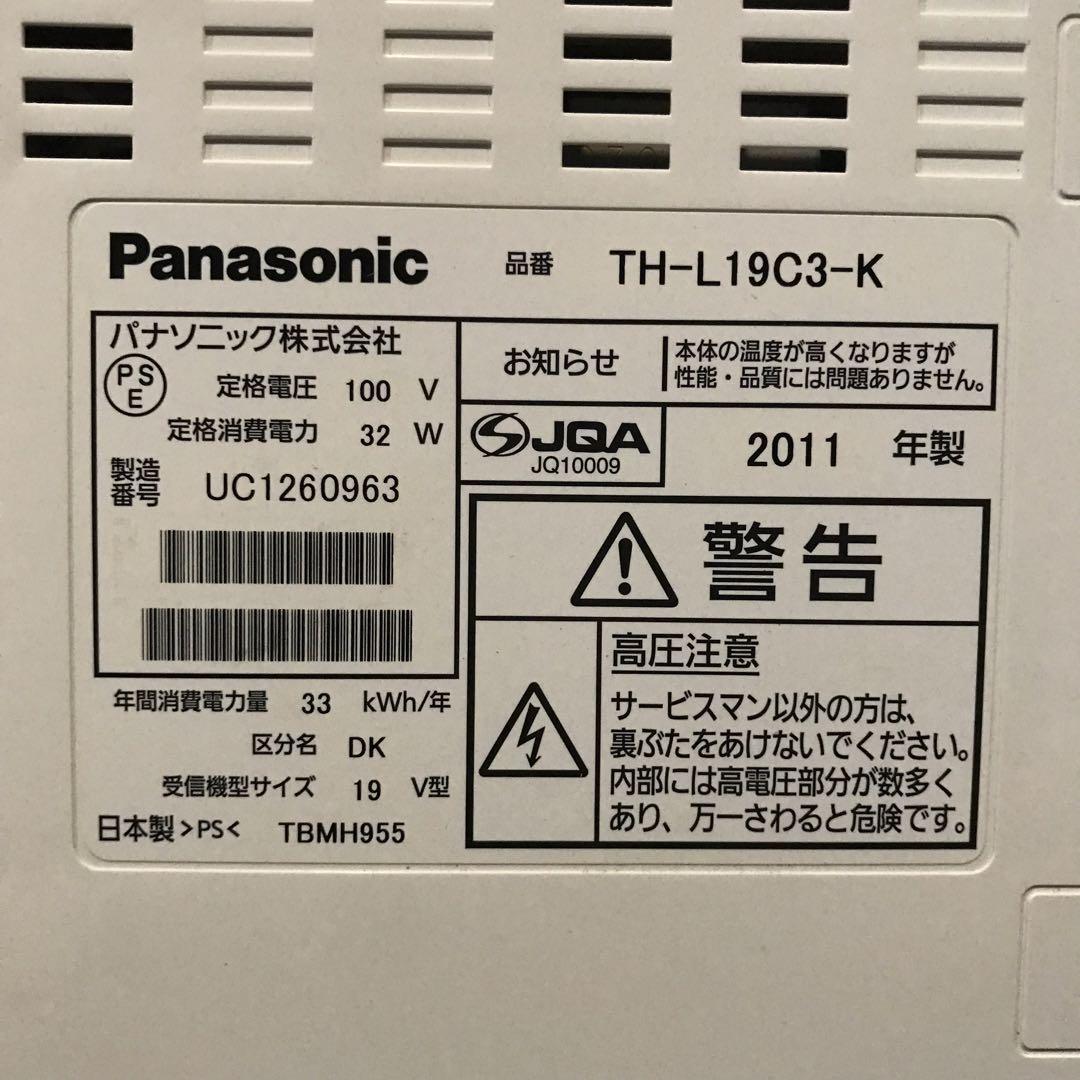 Panasonic 品番 TH-L19C3-K
パナソニック株式会社
PSE 定格電圧 100 V
定格消費電力 32 W
製造番号 UC1260963
お知らせ
本体の温度が高くなりますが
性能・品質には問題ありません。
JQA
JQ10009
2011 年製
警告
高圧注意
サービスマン以外の方は、
裏ぶたをあけないでください。
内部には高電圧部分が数多く
あり、万一さわると危険です。
年間消費電力量 33 kWh/年
区分名 DK
受信機型サイズ 19 V型
日本製 >PS< TBMH955